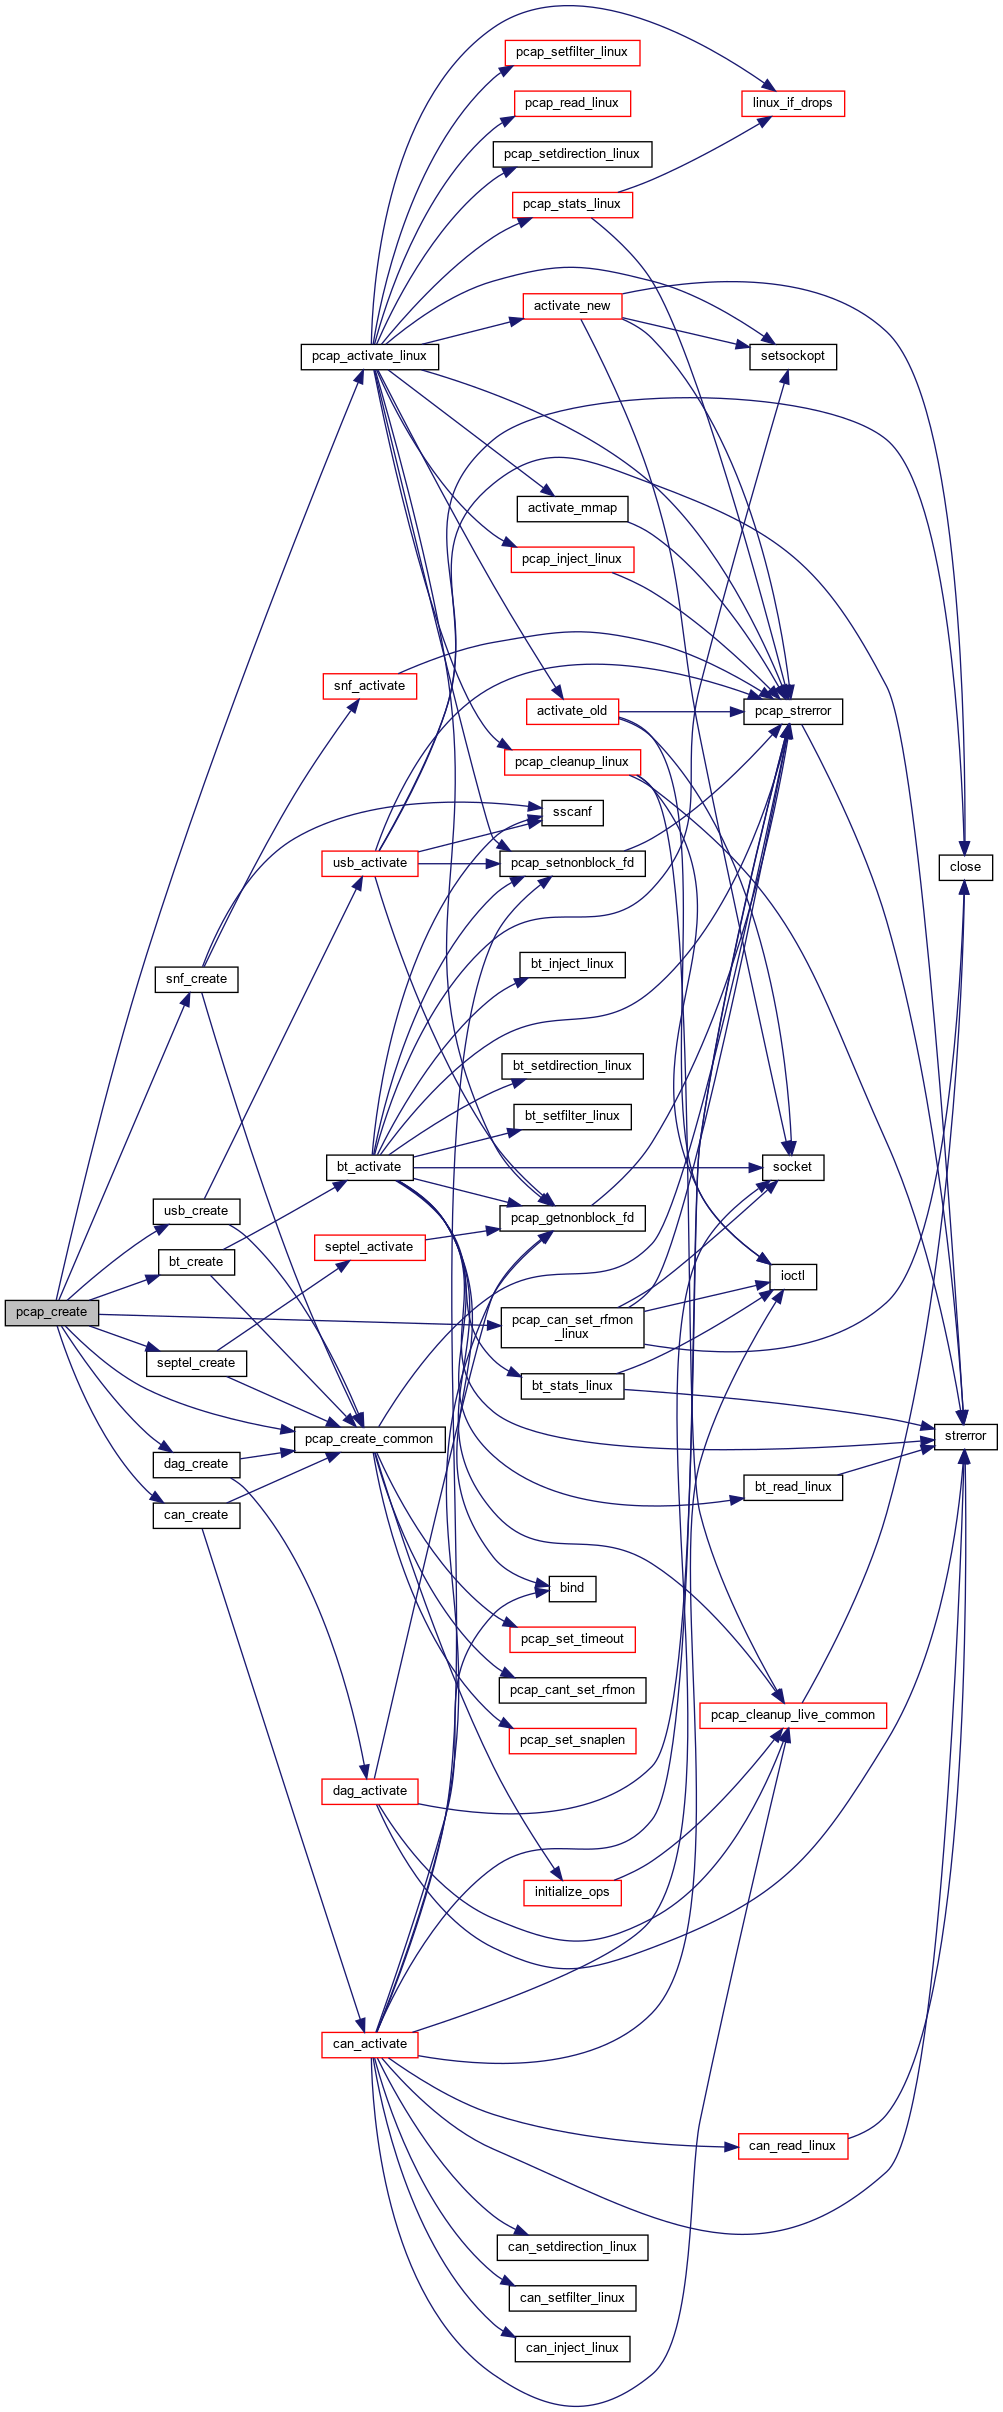 pcap_setfilter_linux
pcap_read_linux
linux_if_drops
pcap_setdirection_linux
pcap_stats_linux
activate_new
pcap_activate_linux
setsockopt
activate_mmap
pcap_inject_linux
snf_activate
activate_old
pcap_strerror
pcap_cleanup_linux
sscanf
usb_activate
pcap_setnonblock_fd
close
bt_inject_linux
snf_create
bt_setdirection_linux
bt_setfilter_linux
bt_activate
socket
usb_create
pcap_getnonblock_fd
septel_activate
bt_create
ioctl
pcap_create
pcap_can_set_rfmon
_linux
septel_create
bt_stats_linux
pcap_create_common
strerror
dag_create
bt_read_linux
can_create
bind
pcap_set_timeout
pcap_cant_set_rfmon
pcap_cleanup_live_common
pcap_set_snaplen
dag_activate
initialize_ops
can_activate
can_read_linux
can_setdirection_linux
can_setfilter_linux
can_inject_linux